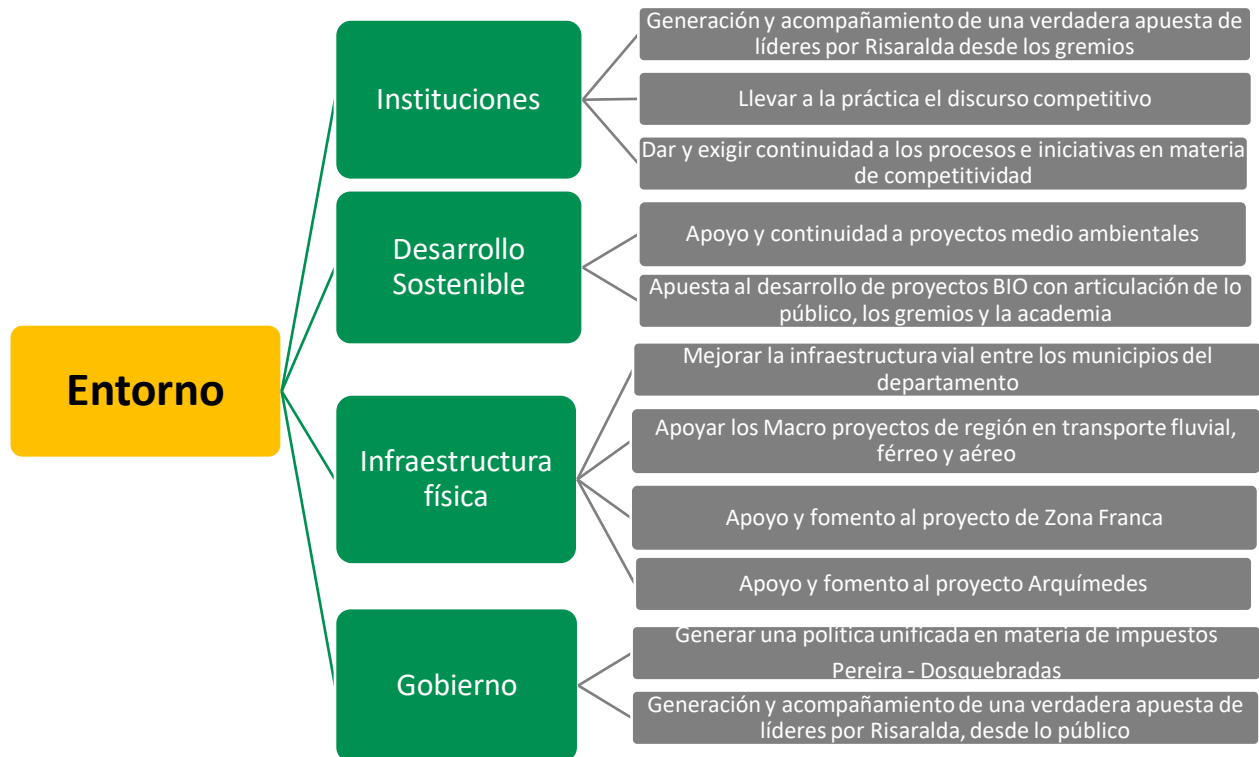 Entorno
Instituciones
Generación y acompañamiento de una verdadera apuesta de
líderes por Risaralda desde los gremios
Llevar a la práctica el discurso competitivo
Dar y exigir continuidad a los procesos e iniciativas en materia
de competitividad
Desarrollo
Sostenible
Apoyo y continuidad a proyectos medio ambientales
Apuesta al desarrollo de proyectos BIO con articulación de lo
público, los gremios y la academia
Infraestructura
física
Mejorar la infraestructura vial entre los municipios del
departamento
Apoyar los Macro proyectos de región en transporte fluvial,
férreo y aéreo
Apoyo y fomento al proyecto de Zona Franca
Apoyo y fomento al proyecto Arquímedes
Gobierno
Generar una política unificada en materia de impuestos
Pereira - Dosquebradas
Generación y acompañamiento de una verdadera apuesta de
líderes por Risaralda, desde lo público